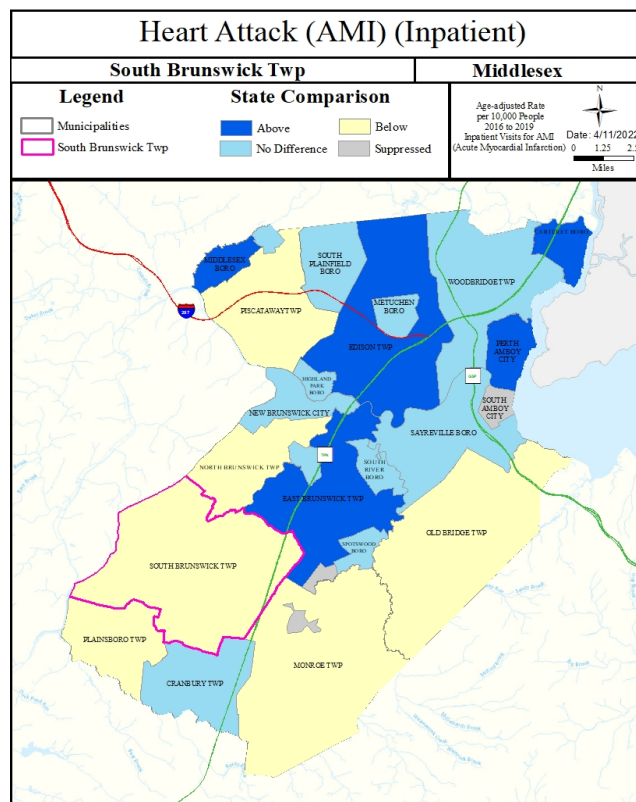 Heart Attack (AMI) (Inpatient)
South Brunswick Twp
Middlesex
Legend
Municipalities
South Brunswick Twp
State Comparison
Above
No Difference
Below
Suppressed
Age-adjusted Rate
per 10,000 People
2016 to 2019
Inpatient Visits for AMI
(Acute Myocardial Infarction)
N
Date: 4/11/2022
0 1.25 2.5
Miles
MIDDLESEX
BORO
SOUTH
PLAINFIELD
BORO
CARTERET BORO
WOODBRIDGE TWP
PISCATAWAY TWP
METUCHEN
BORO
287
EDISON TWP
PERTH
AMBOY
CITY
GSP
HIGHLAND
PARK
BORO
SOUTH
AMBOY
CITY
NEW BRUNSWICK CITY
SAYREVILLE BORO
NORTH BRUNSWICK TWP
SOUTH
RIVER
BORO
EAST BRUNSWICK TWP
OLD BRIDGE TWP
SPOTSWOOD
BORO
SOUTH BRUNSWICK TWP
PLAINSBORO TWP
MONROE TWP
CRANBURY TWP